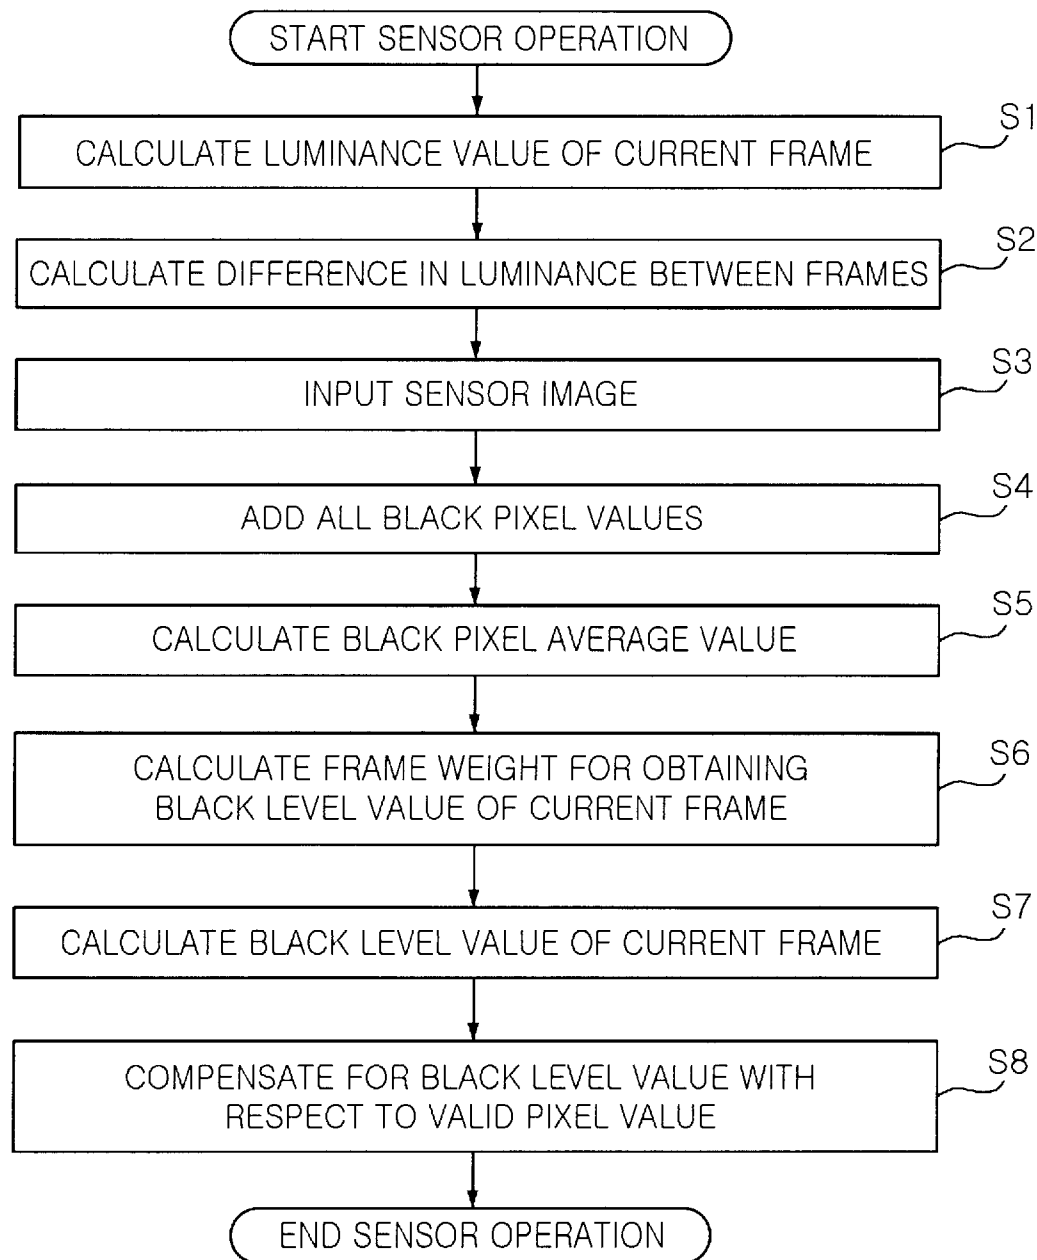 START SENSOR OPERATION
S1
CALCULATE LUMINANCE VALUE OF CURRENT FRAME
S2
CALCULATE DIFFERENCE IN LUMINANCE BETWEEN FRAMES
S3
INPUT SENSOR IMAGE
S4
ADD ALL BLACK PIXEL VALUES
S5
CALCULATE BLACK PIXEL AVERAGE VALUE
S6
CALCULATE FRAME WEIGHT FOR OBTAINING
BLACK LEVEL VALUE OF CURRENT FRAME
S7
CALCULATE BLACK LEVEL VALUE OF CURRENT FRAME
S8
COMPENSATE FOR BLACK LEVEL VALUE WITH
RESPECT TO VALID PIXEL VALUE
END SENSOR OPERATION